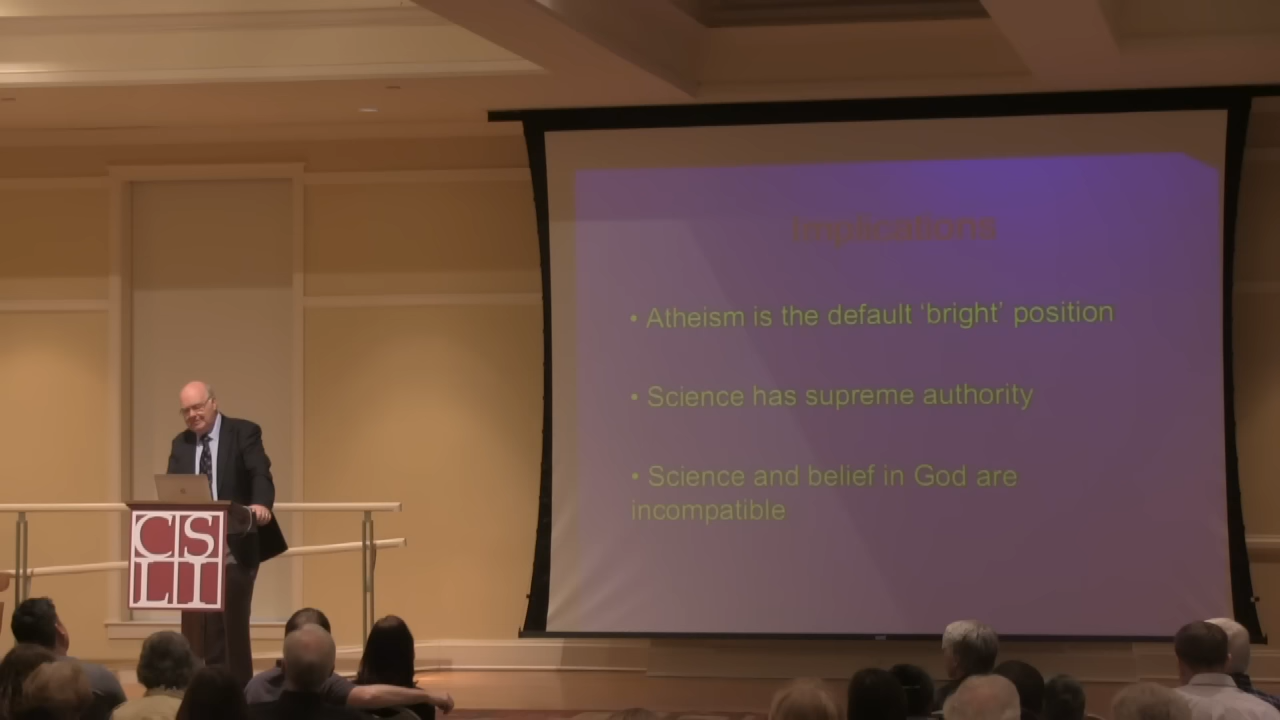 Implications
• Atheism is the default ‘bright’ position
• Science has supreme authority
• Science and belief in God are
incompatible
CS
LI